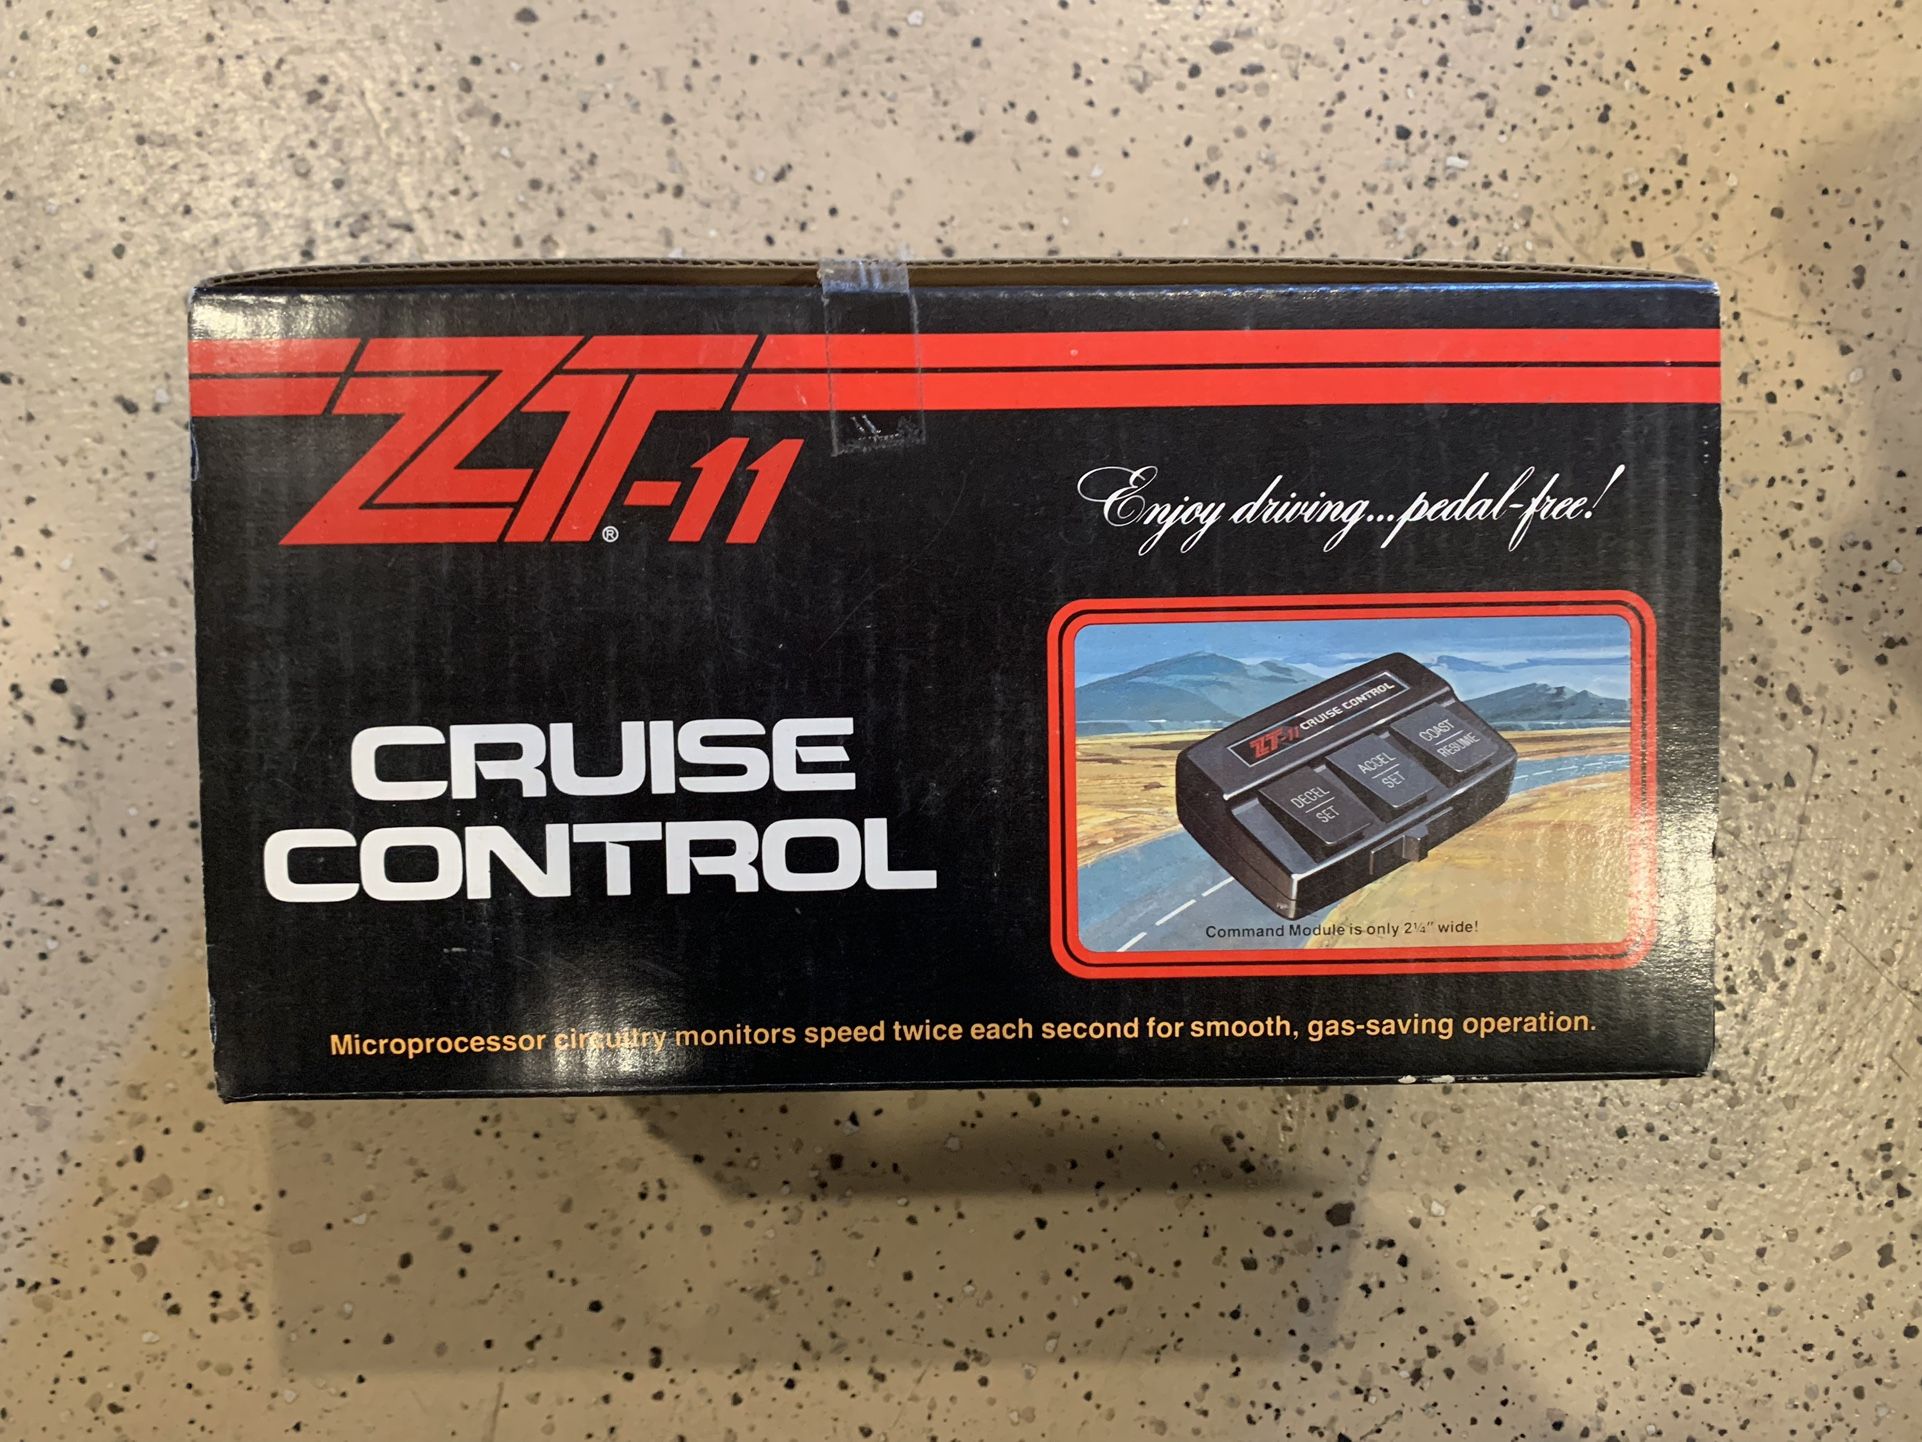 ZT-11
®
Enjoy driving...pedal-free!
CRUISE
CONTROL
ZT-11 CRUISE CONTROL
DECEL
SET
ACCEL
SET
COAST
RESUME
Command Module is only 2¼" wide!
Microprocessor circuitry monitors speed twice each second for smooth, gas-saving operation.